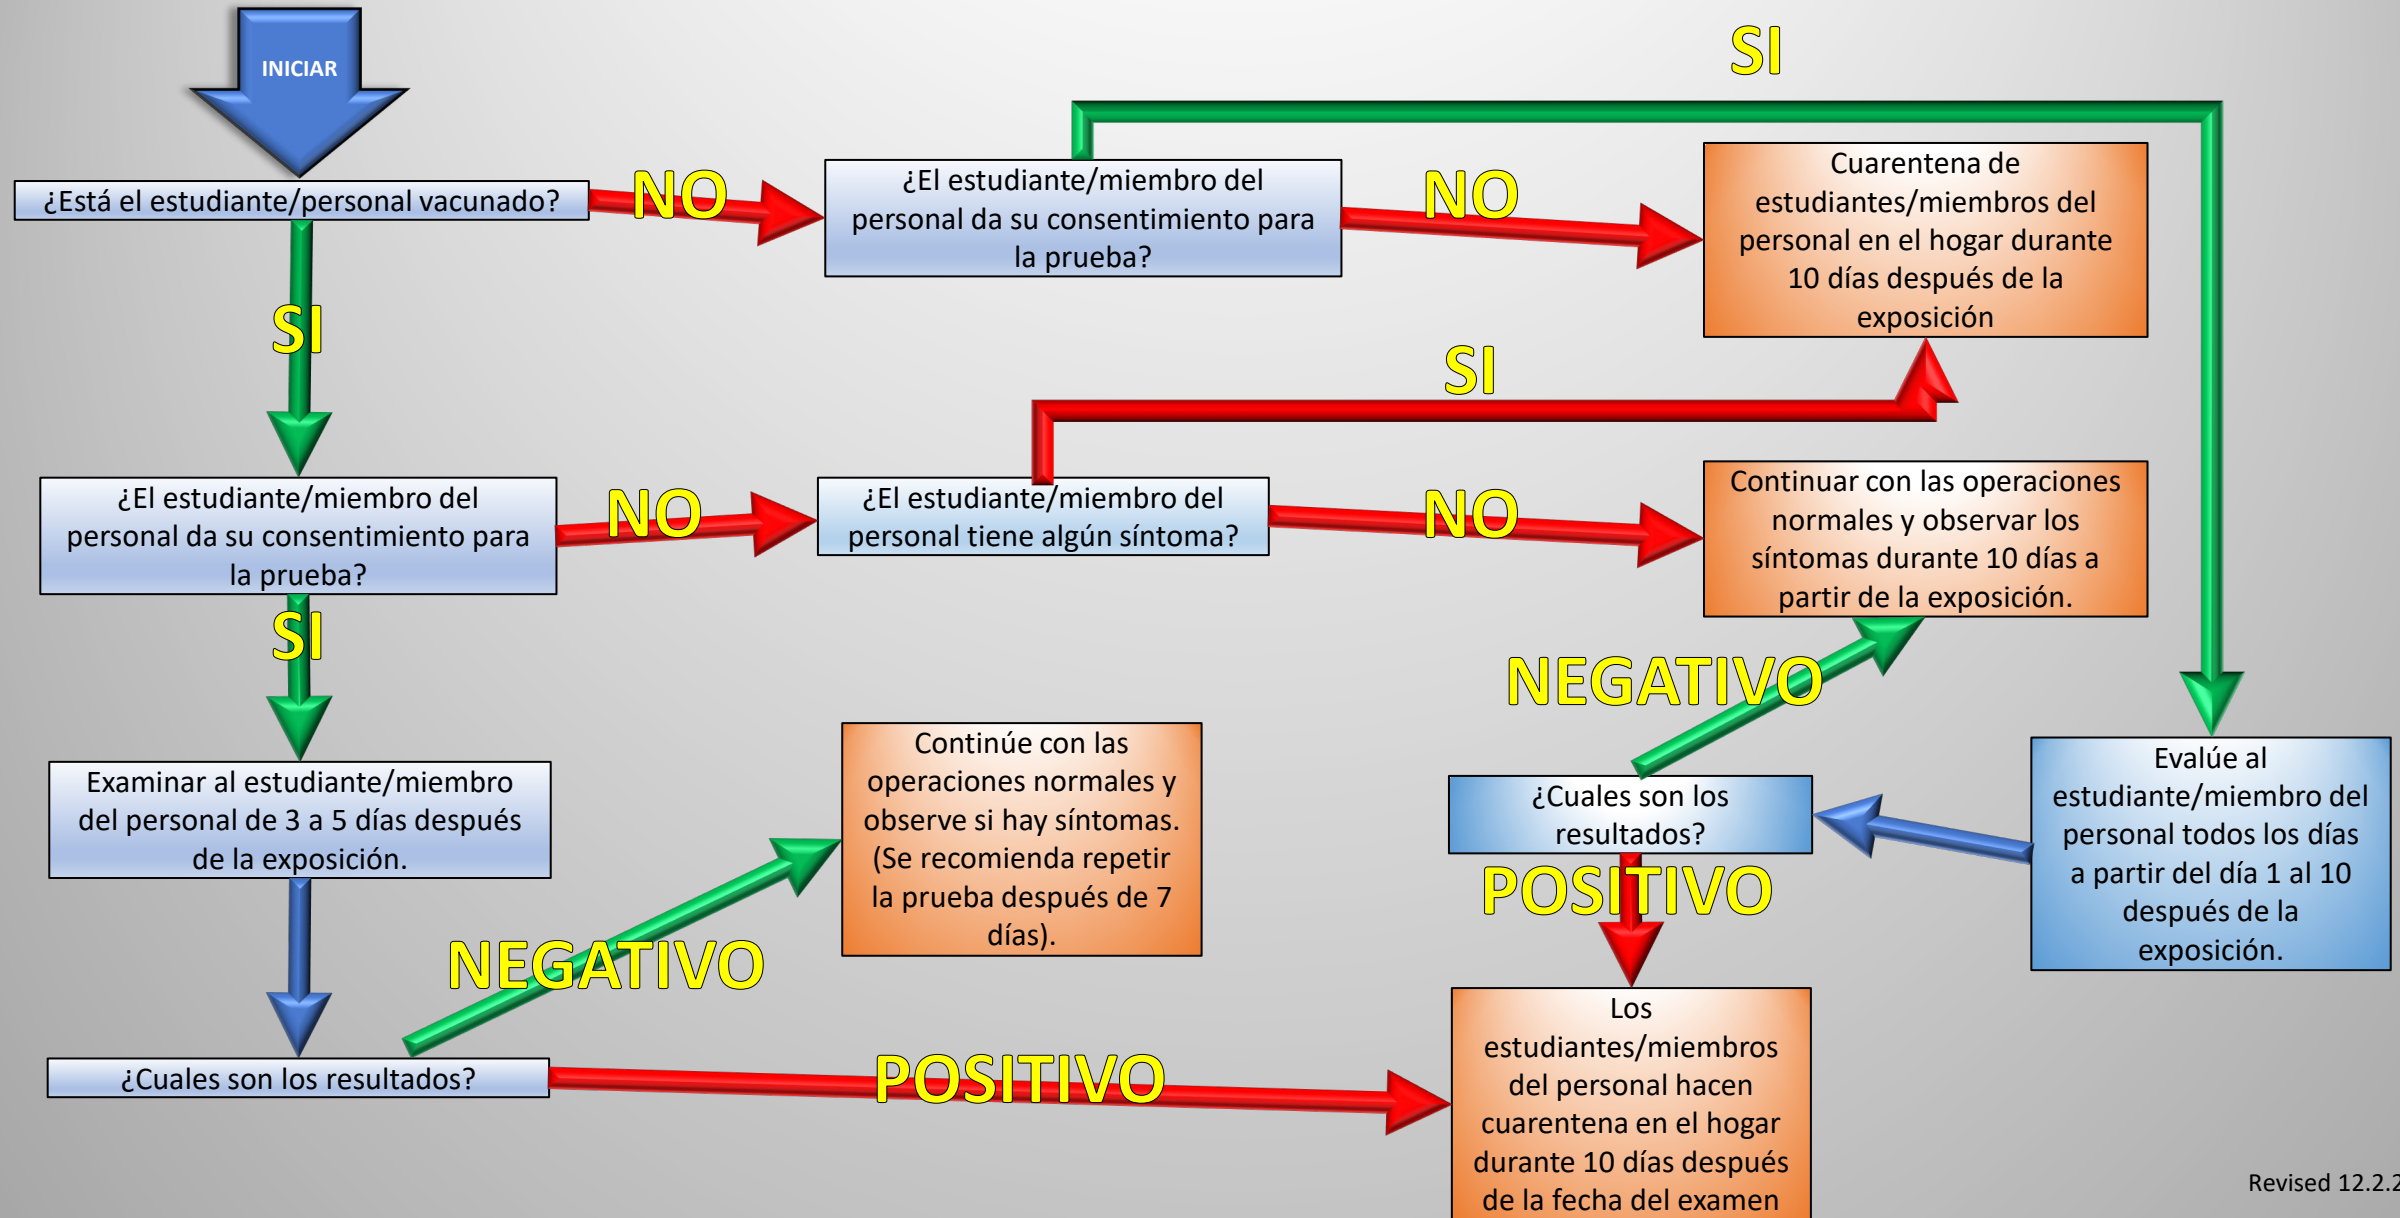 INICIAR
SI
¿Está el estudiante/personal vacunado?
NO
¿El estudiante/miembro del
personal da su consentimiento para
la prueba?
NO
Cuarentena de
estudiantes/miembros del
personal en el hogar durante
10 días después de la
exposición
SI
SI
¿El estudiante/miembro del
personal da su consentimiento para
la prueba?
NO
¿El estudiante/miembro del
personal tiene algún síntoma?
NO
Continuar con las operaciones
normales y observar los
síntomas durante 10 días a
partir de la exposición.
SI
NEGATIVO
Examinar al estudiante/miembro
del personal de 3 a 5 días después
de la exposición.
Continúe con las
operaciones normales y
observe si hay síntomas.
(Se recomienda repetir
la prueba después de 7
días).
¿Cuales son los
resultados?
Evalúe al
estudiante/miembro del
personal todos los días
a partir del día 1 al 10
después de la
exposición.
POSITIVO
NEGATIVO
¿Cuales son los resultados?
POSITIVO
Los
estudiantes/miembros
del personal hacen
cuarentena en el hogar
durante 10 días después
de la fecha del examen
Revised 12.2.2